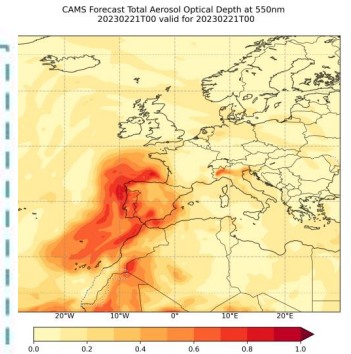 CAMS Forecast Total Aerosol Optical Depth at 550nm
20230221T00 valid for 20230221T00
20°W 10°W 0° 10°E 20°E
0.0 0.2 0.4 0.6 0.8 1.0